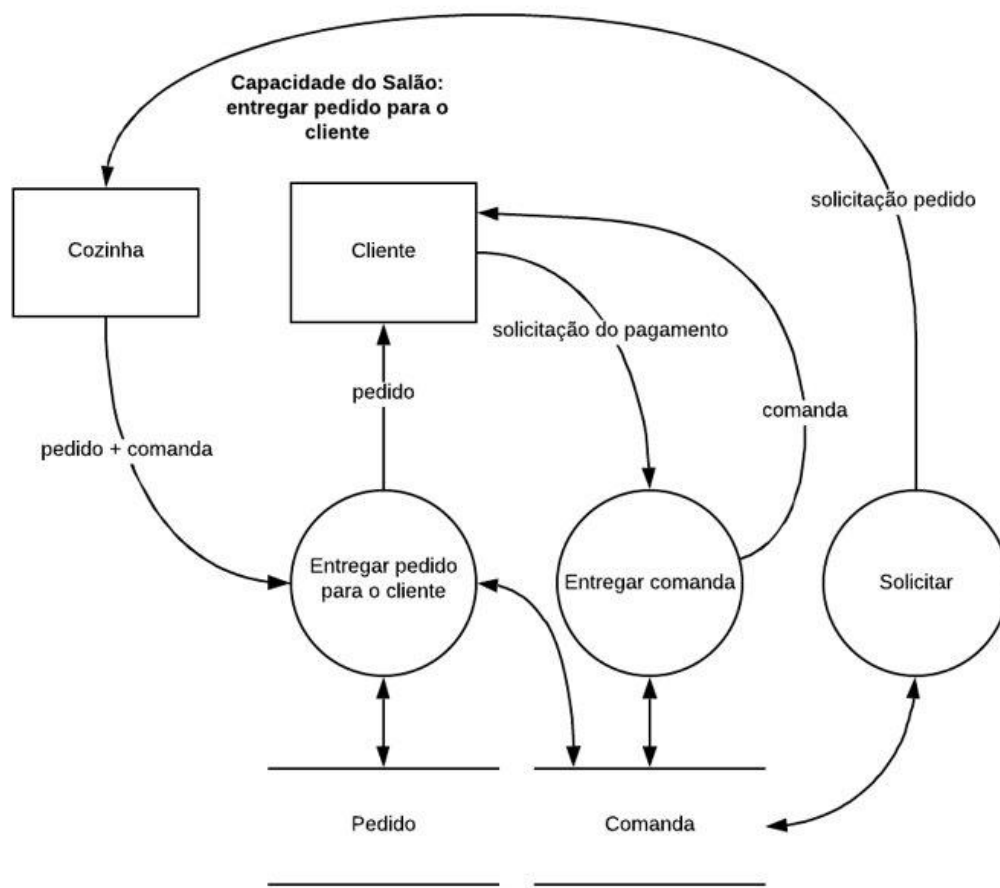 Capacidade do Salão:
entregar pedido para o
cliente
solicitação pedido
Cozinha
Cliente
solicitação do pagamento
pedido
comanda
pedido + comanda
Entregar pedido
para o cliente
Entregar comanda
Solicitar
Pedido
Comanda